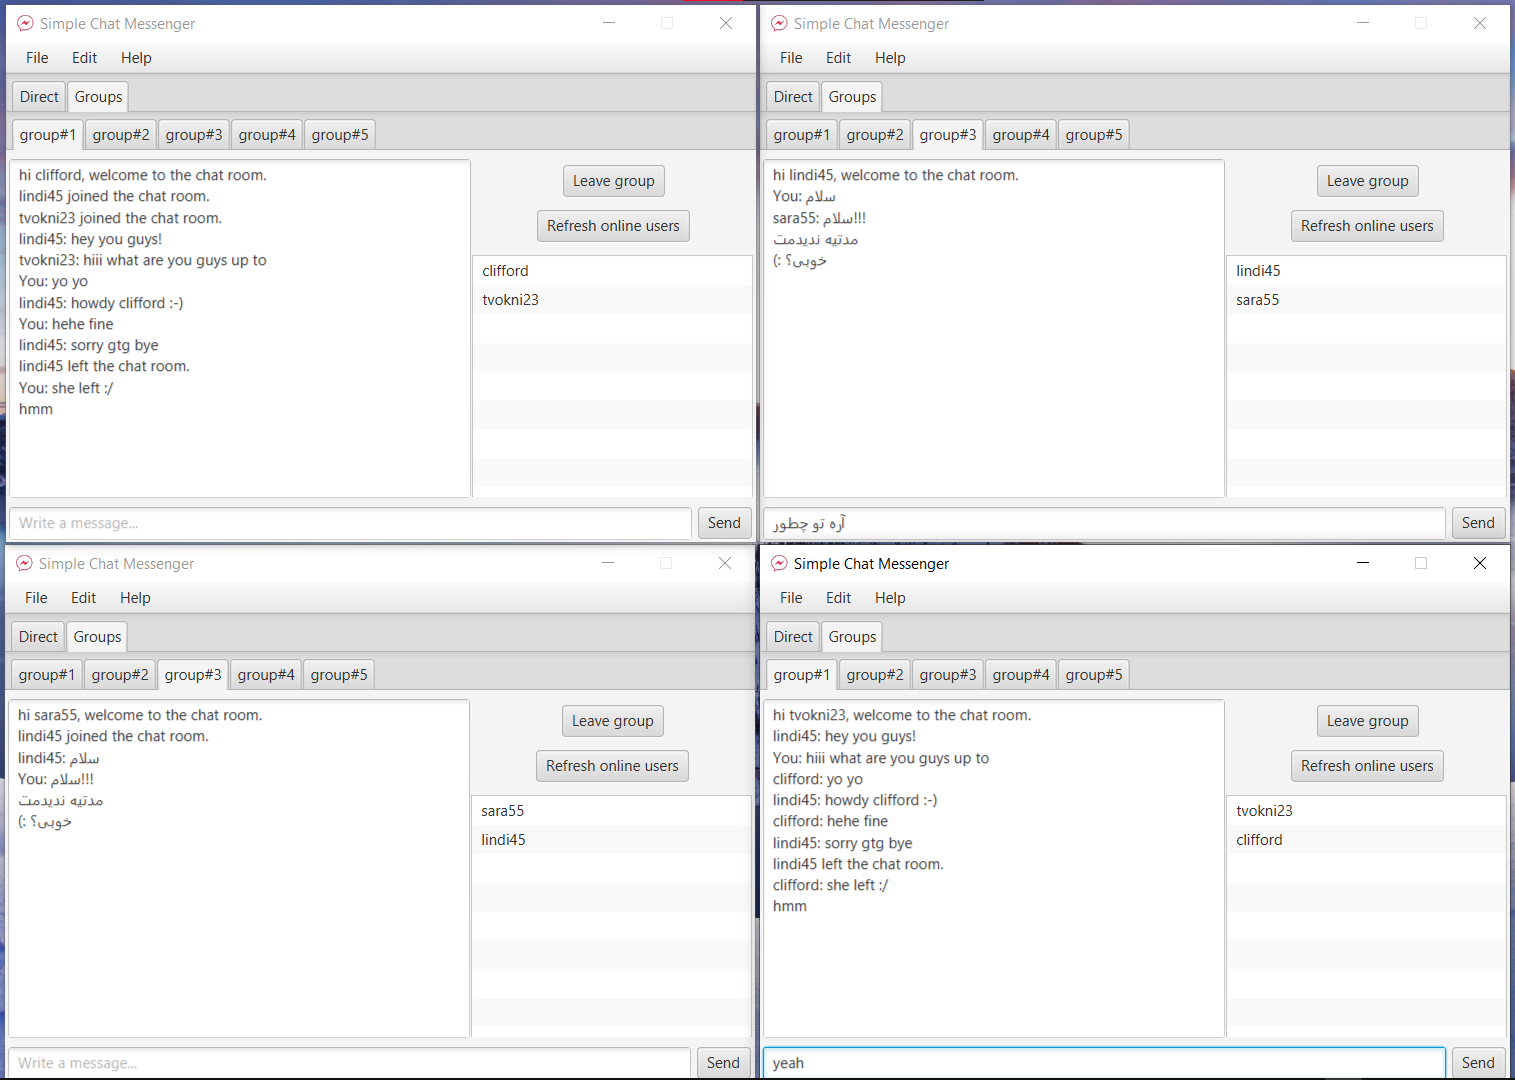 Simple Chat Messenger
File Edit Help
Direct Groups
group#1 group#2 group#3 group#4 group#5
hi clifford, welcome to the chat room.
lindi45 joined the chat room.
tvokni23 joined the chat room.
lindi45: hey you guys!
tvokni23: hiii what are you guys up to
You: yo yo
lindi45: howdy clifford :-)
You: hehe fine
lindi45: sorry gtg bye
lindi45 left the chat room.
You: she left :/
hmm
Leave group
Refresh online users
clifford
tvokni23
Write a message...
Send
Simple Chat Messenger
File Edit Help
Direct Groups
group#1 group#2 group#3 group#4 group#5
hi lindi45, welcome to the chat room.
You: سلام
sara55: سلام!!!
مدتیه ندیدمت
خوبی؟ :)
Leave group
Refresh online users
lindi45
sara55
آره تو چطور
Send
Simple Chat Messenger
File Edit Help
Direct Groups
group#1 group#2 group#3 group#4 group#5
hi sara55, welcome to the chat room.
lindi45 joined the chat room.
lindi45: سلام
You: سلام!!!
مدتیه ندیدمت
خوبی؟ :)
Leave group
Refresh online users
sara55
lindi45
Write a message...
Send
Simple Chat Messenger
File Edit Help
Direct Groups
group#1 group#2 group#3 group#4 group#5
hi tvokni23, welcome to the chat room.
lindi45: hey you guys!
You: hiii what are you guys up to
clifford: yo yo
lindi45: howdy clifford :-)
clifford: hehe fine
lindi45: sorry gtg bye
lindi45 left the chat room.
clifford: she left :/
hmm
Leave group
Refresh online users
tvokni23
clifford
yeah
Send